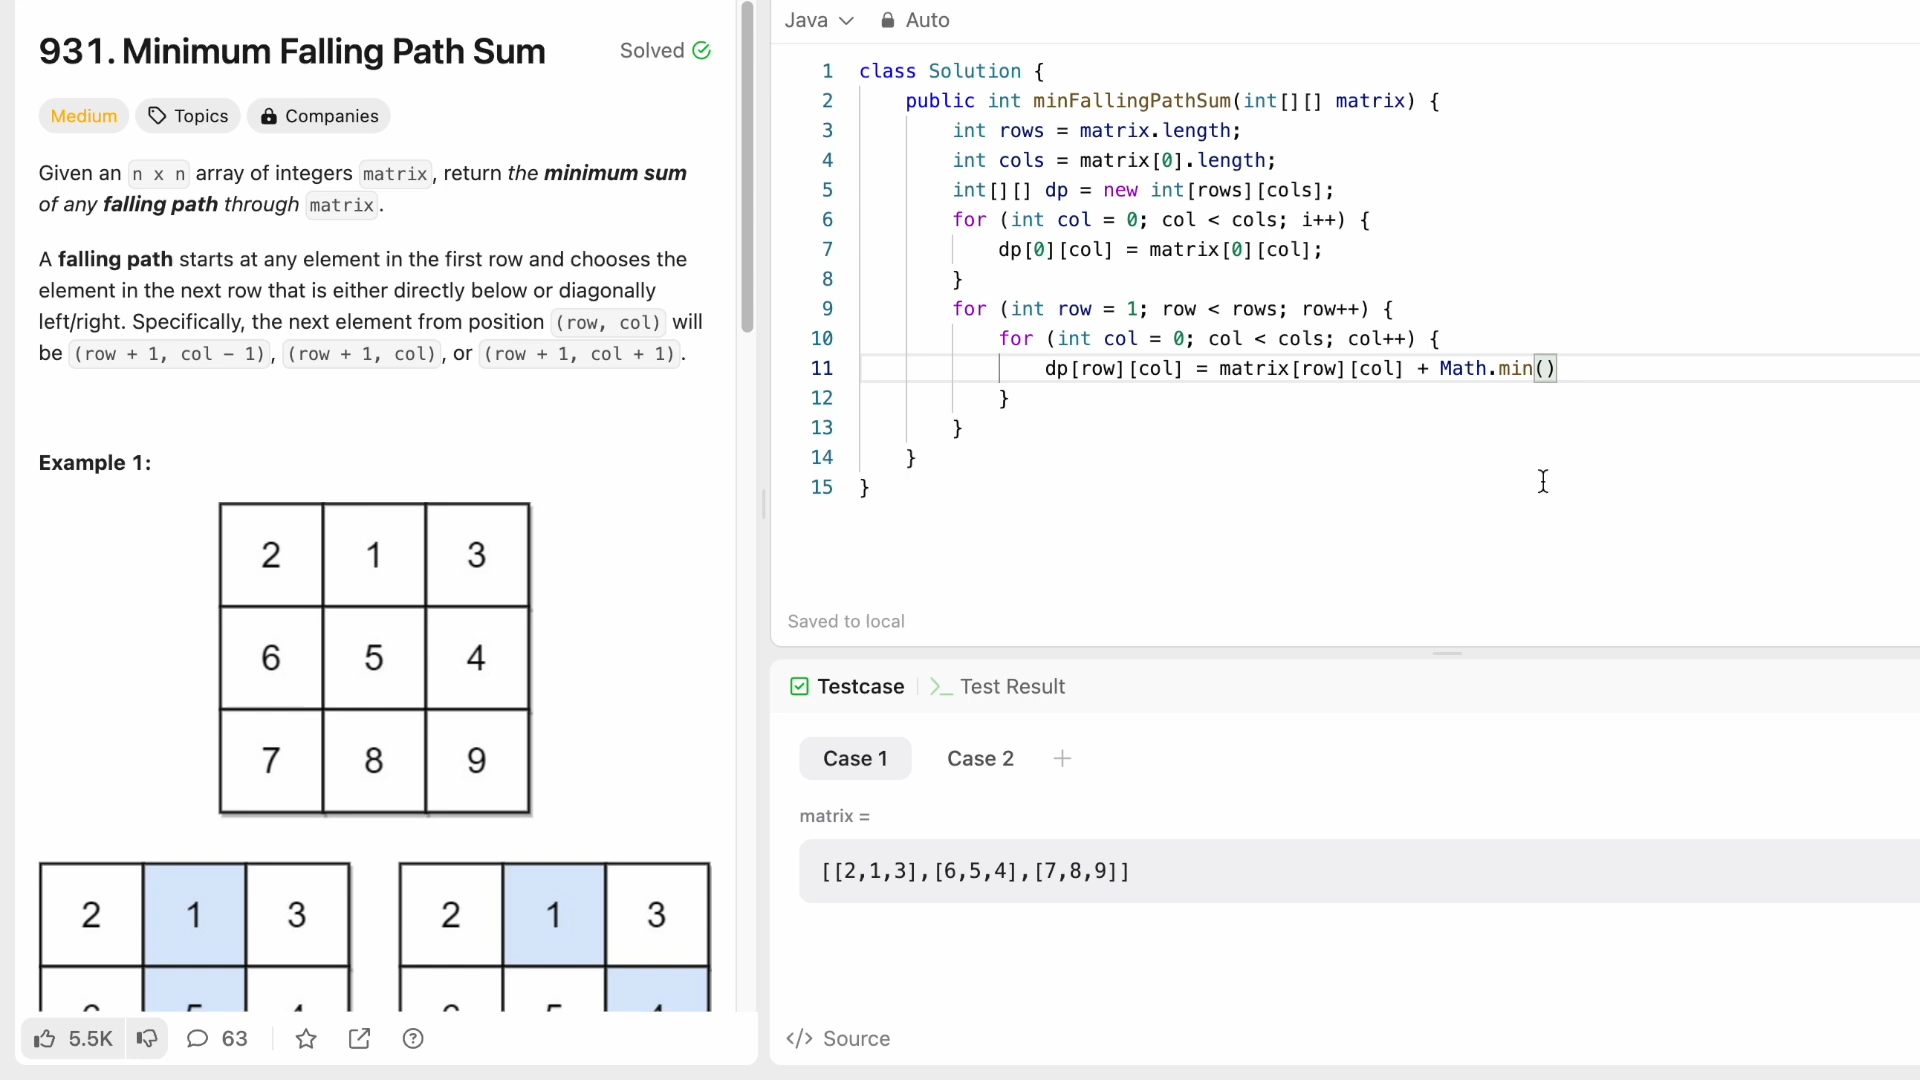 931. Minimum Falling Path Sum
Solved
Medium
Topics
Companies
Given an n x n array of integers matrix, return the minimum sum
of any falling path through matrix.
A falling path starts at any element in the first row and chooses the
element in the next row that is either directly below or diagonally
left/right. Specifically, the next element from position (row, col) will
be (row + 1, col - 1), (row + 1, col), or (row + 1, col + 1).
Example 1:
2 1 3
6 5 4
7 8 9
2 1 3
6 5 4
2 1 3
6 5 4
5.5K
63
Java
Auto
1 class Solution {
2 public int minFallingPathSum(int[][] matrix) {
3 int rows = matrix.length;
4 int cols = matrix[0].length;
5 int[][] dp = new int[rows][cols];
6 for (int col = 0; col < cols; i++) {
7 dp[0][col] = matrix[0][col];
8 }
9 for (int row = 1; row < rows; row++) {
10 for (int col = 0; col < cols; col++) {
11 dp[row][col] = matrix[row][col] + Math.min()
12 }
13 }
14 }
15 }
Saved to local
Testcase
>_ Test Result
Case 1
Case 2
+
matrix =
[[2,1,3],[6,5,4],[7,8,9]]
</> Source